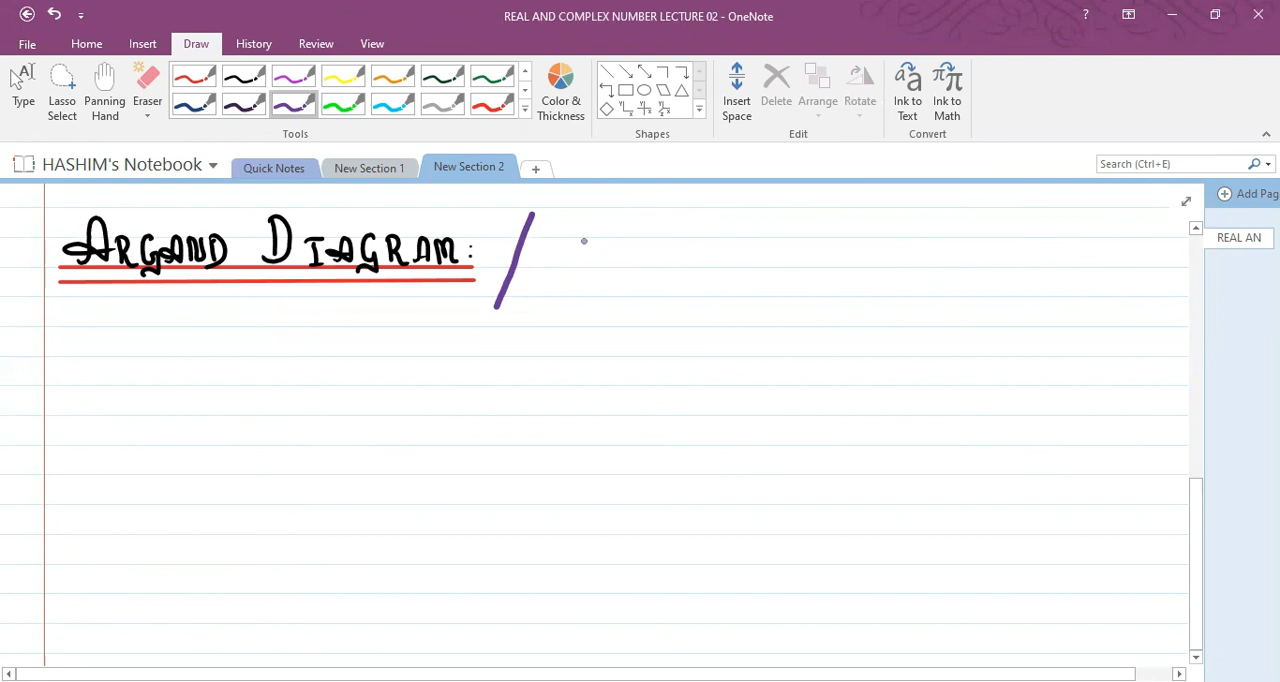 REAL AND COMPLEX NUMBER LECTURE 02 - OneNote
?
File Home Insert Draw History Review View
Type Lasso Select Panning Hand Eraser Color & Thickness Insert Space Delete Arrange Rotate Ink to Text Ink to Math
Tools Shapes Edit Convert
HASHIM's Notebook Quick Notes New Section 1 New Section 2 + Search (Ctrl+E)
Add Pag
REAL AN
ARGAND DIAGRAM: /